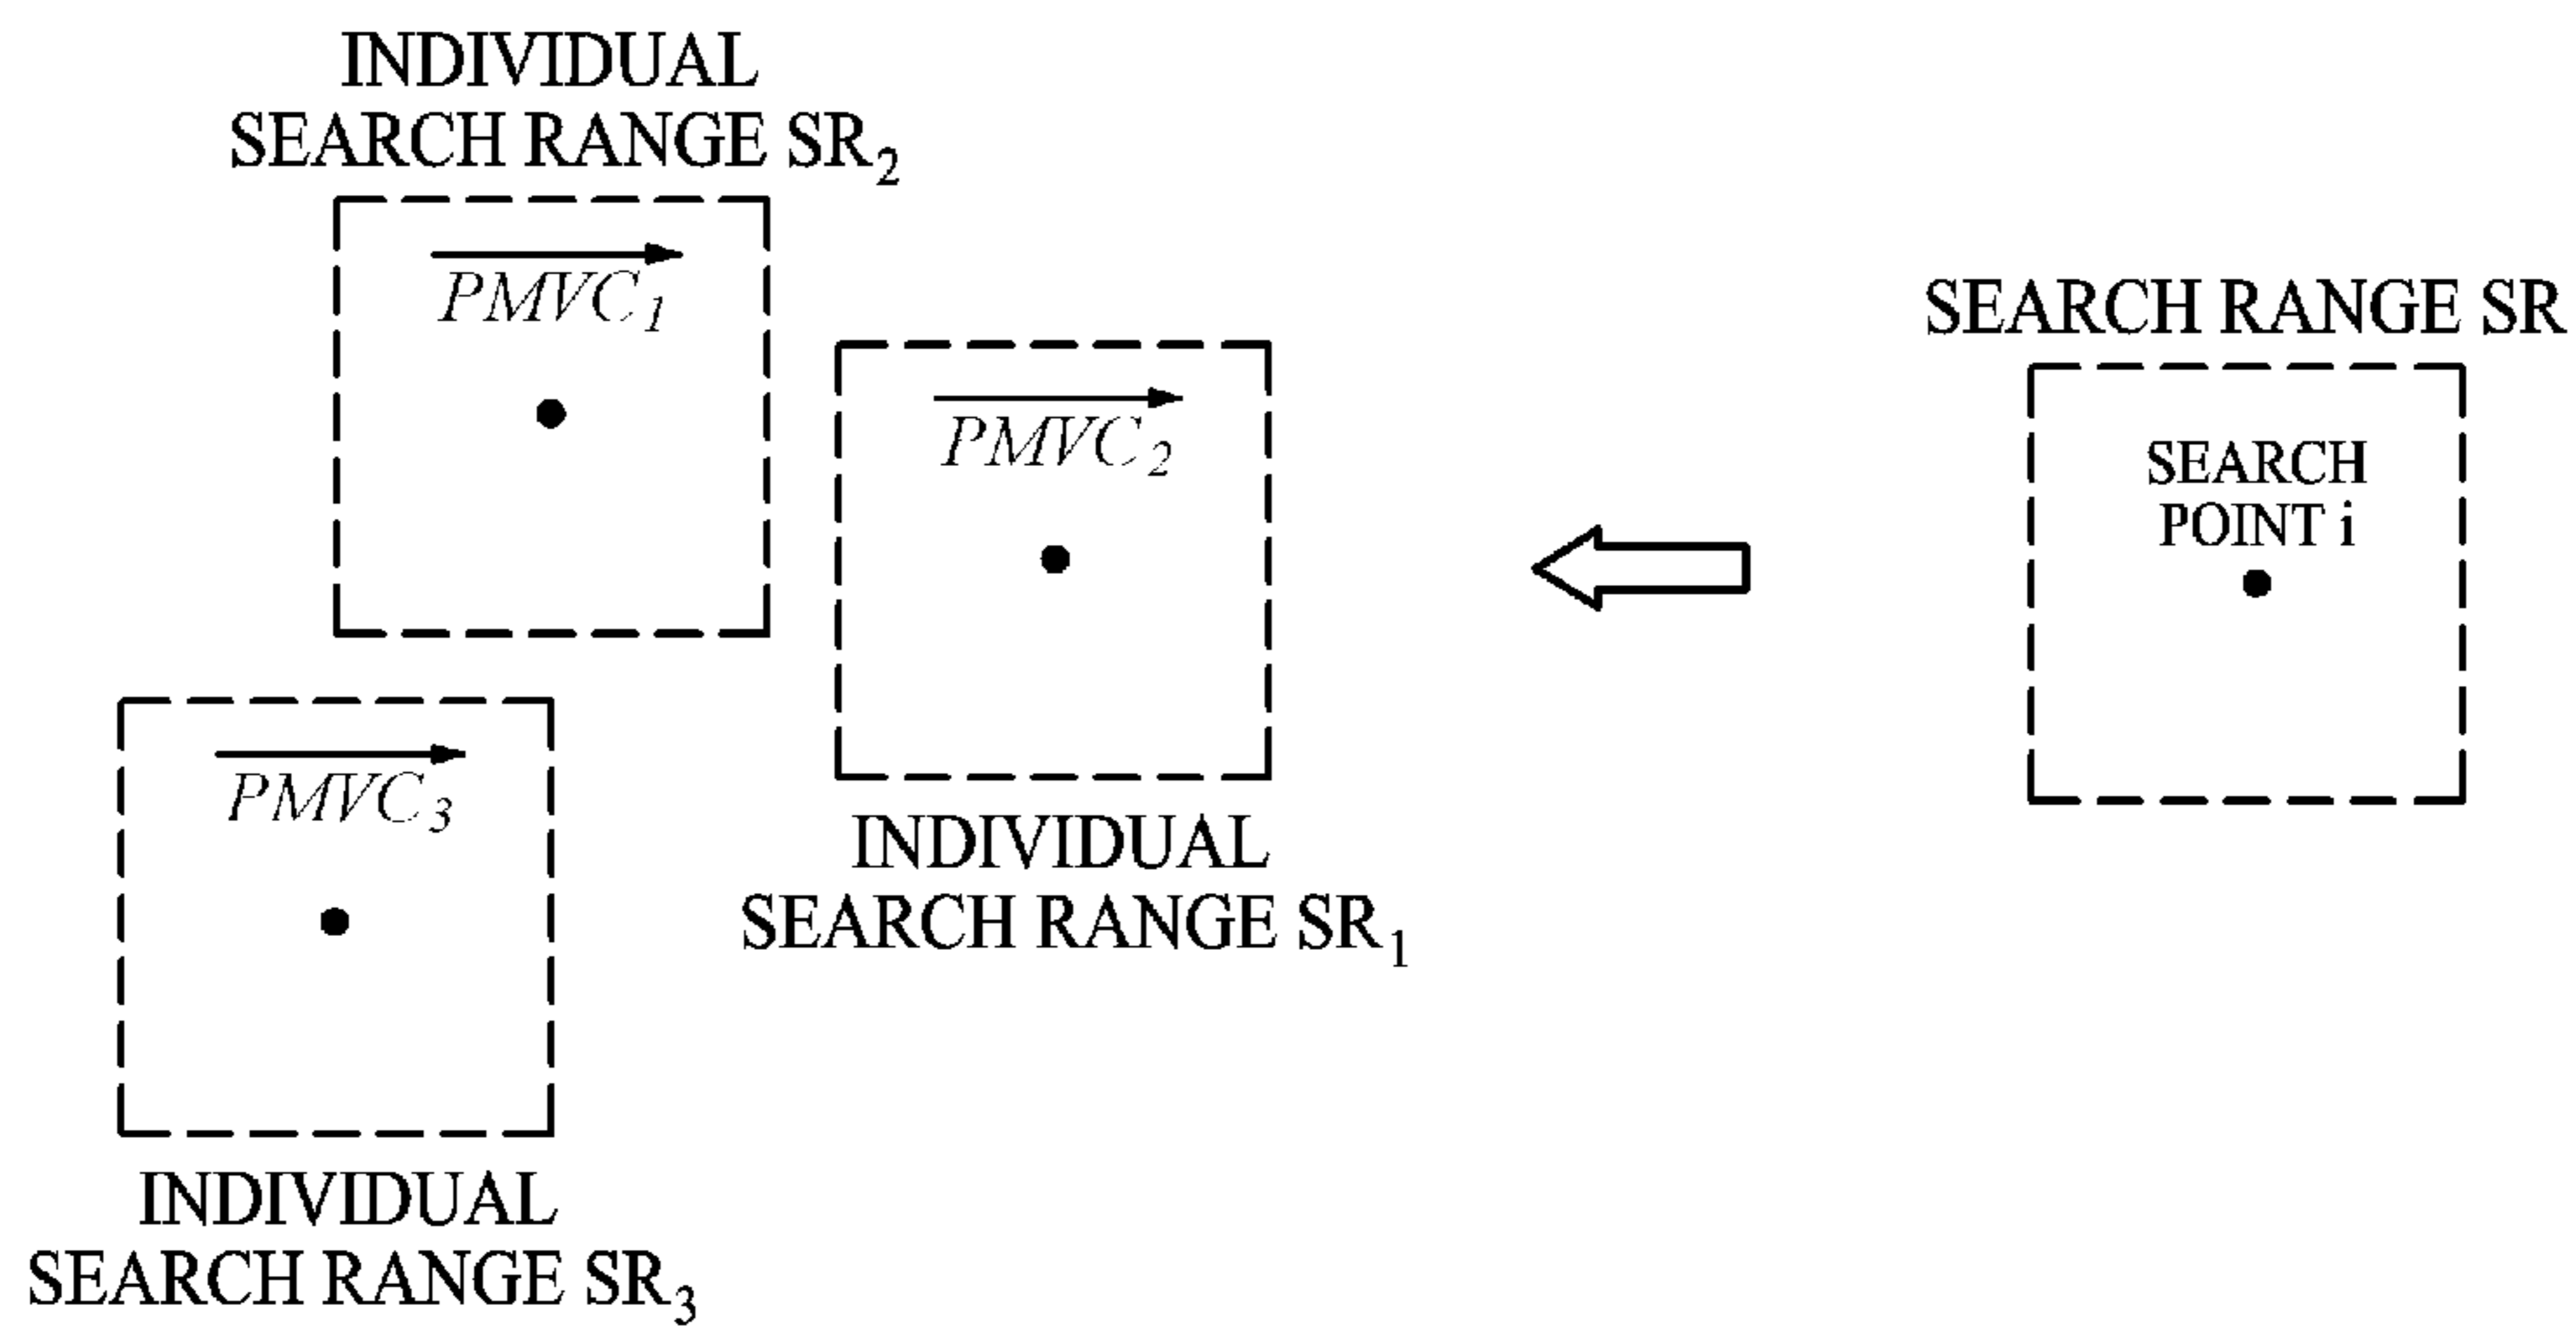 INDIVIDUAL
SEARCH RANGE SR₂
PMVC₁
PMVC₂
INDIVIDUAL
SEARCH RANGE SR₁
PMVC₃
INDIVIDUAL
SEARCH RANGE SR₃
SEARCH RANGE SR
SEARCH
POINT i